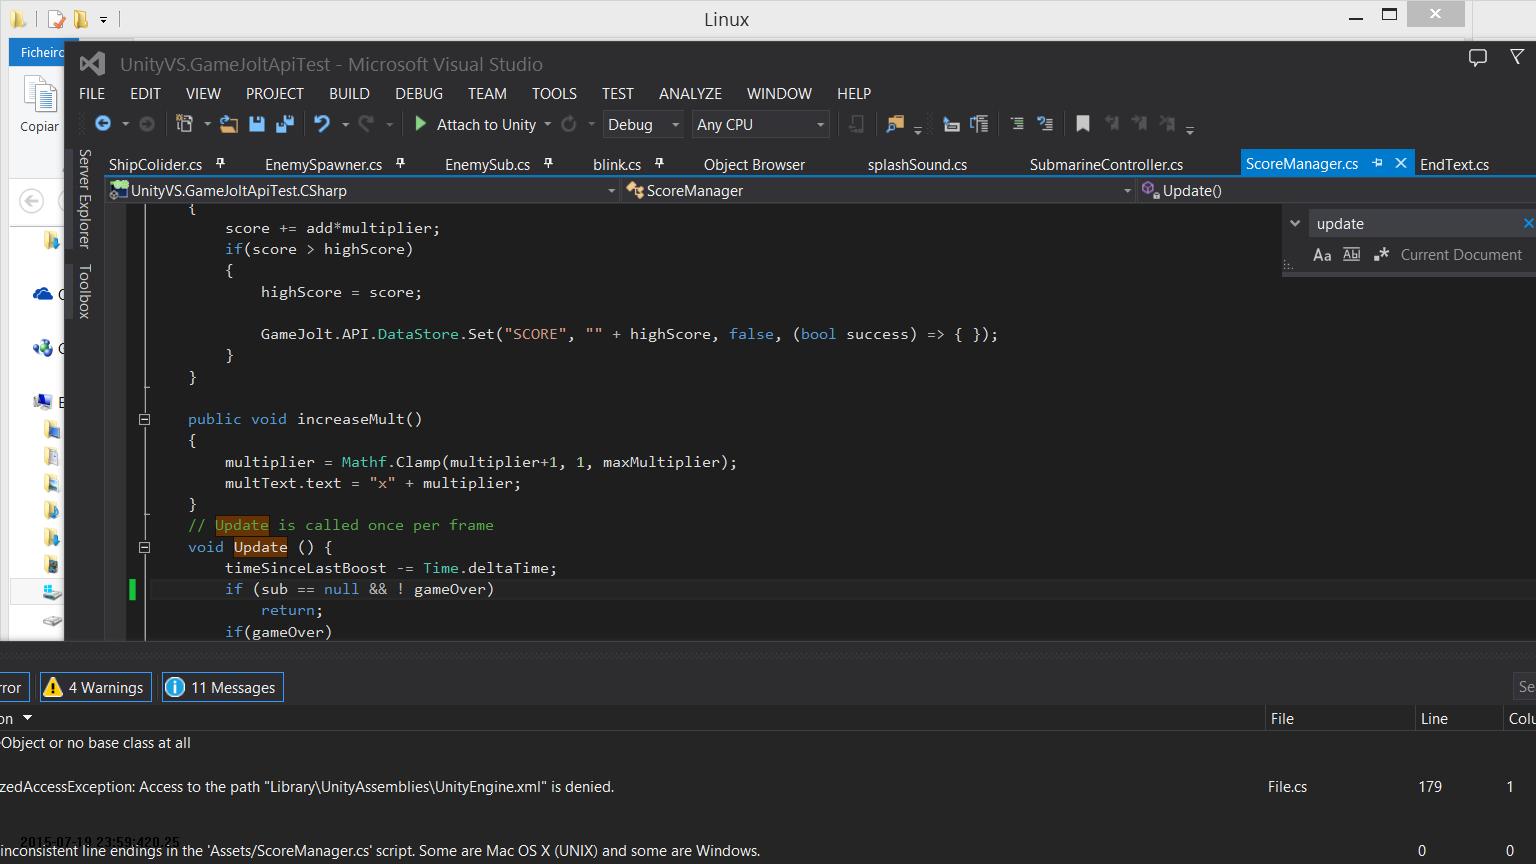 Linux
Ficheiro
UnityVS.GameJoltApiTest - Microsoft Visual Studio
FILE EDIT VIEW PROJECT BUILD DEBUG TEAM TOOLS TEST ANALYZE WINDOW HELP
Copiar
Attach to Unity Debug Any CPU
Server Explorer
Toolbox
ShipColider.cs EnemySpawner.cs EnemySub.cs blink.cs Object Browser splashSound.cs SubmarineController.cs ScoreManager.cs EndText.cs
UnityVS.GameJoltApiTest.CSharp ScoreManager Update()
update
Aa Abl Current Document
{
score += add*multiplier;
if(score > highScore)
{
highScore = score;
GameJolt.API.DataStore.Set("SCORE", "" + highScore, false, (bool success) => { });
}
}
public void increaseMult()
{
multiplier = Mathf.Clamp(multiplier+1, 1, maxMultiplier);
multText.text = "x" + multiplier;
}
// Update is called once per frame
void Update () {
timeSinceLastBoost -= Time.deltaTime;
if (sub == null && ! gameOver)
return;
if(gameOver)
rror 4 Warnings 11 Messages Se
on File Line Colu
Object or no base class at all
zedAccessException: Access to the path "Library\UnityAssemblies\UnityEngine.xml" is denied. File.cs 179 1
2015-07-19 23:59:420.25
inconsistent line endings in the 'Assets/ScoreManager.cs' script. Some are Mac OS X (UNIX) and some are Windows. 0 0